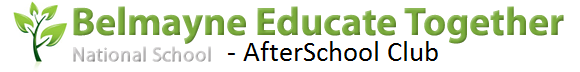 Belmayne Educate Together
National School - AfterSchool Club